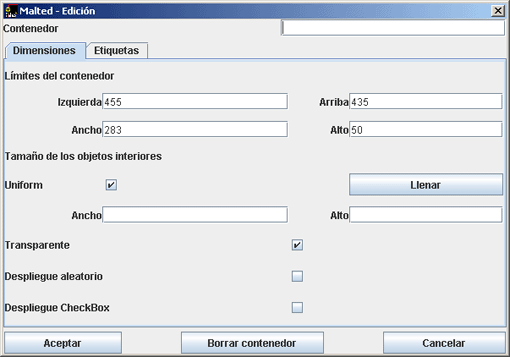 Malted - Edición
Contenedor
Dimensiones Etiquetas
Límites del contenedor
Izquierda 455 Arriba 435
Ancho 283 Alto 50
Tamaño de los objetos interiores
Uniform Llenar
Ancho Alto
Transparente
Despliegue aleatorio
Despliegue CheckBox
Aceptar Borrar contenedor Cancelar